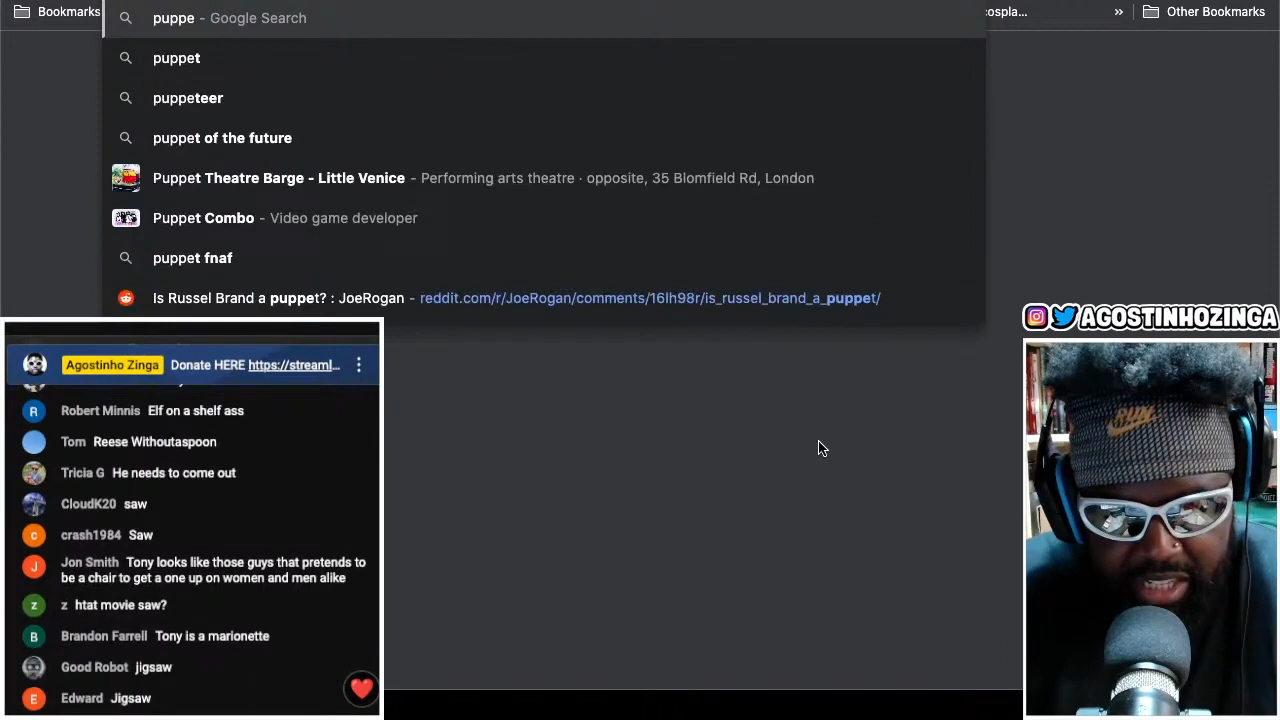 Bookmarks
cospla...
»
Other Bookmarks
puppe - Google Search
puppet
puppeteer
puppet of the future
Puppet Theatre Barge - Little Venice - Performing arts theatre · opposite, 35 Blomfield Rd, London
Puppet Combo - Video game developer
puppet fnaf
Is Russel Brand a puppet? : JoeRogan - reddit.com/r/JoeRogan/comments/16lh98r/is_russel_brand_a_puppet/
AGOSTINHOZINGA
Agostinho Zinga Donate HERE https://streaml...
R Robert Minnis Elf on a shelf ass
Tom Reese Withoutaspoon
Tricia G He needs to come out
CloudK20 saw
c crash1984 Saw
J Jon Smith Tony looks like those guys that pretends to
be a chair to get a one up on women and men alike
z z htat movie saw?
B Brandon Farrell Tony is a marionette
Good Robot jigsaw
E Edward Jigsaw
RUN